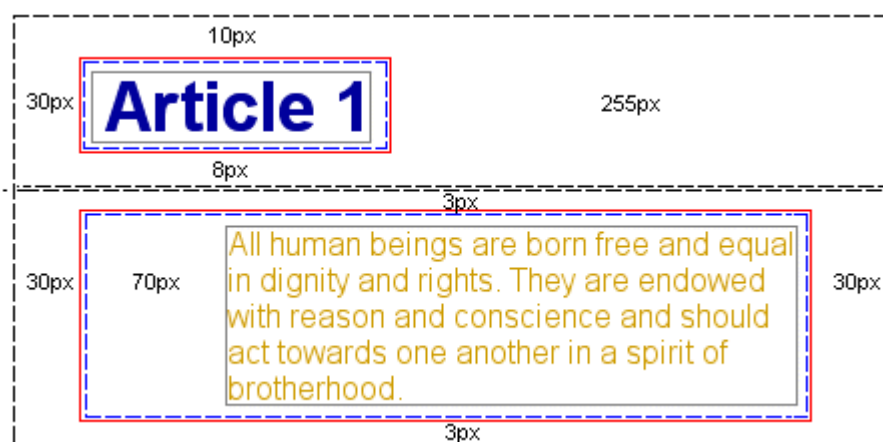 10px
30px
Article 1
255px
8px
3px
30px
70px
All human beings are born free and equal
in dignity and rights. They are endowed
with reason and conscience and should
act towards one another in a spirit of
brotherhood.
30px
3px